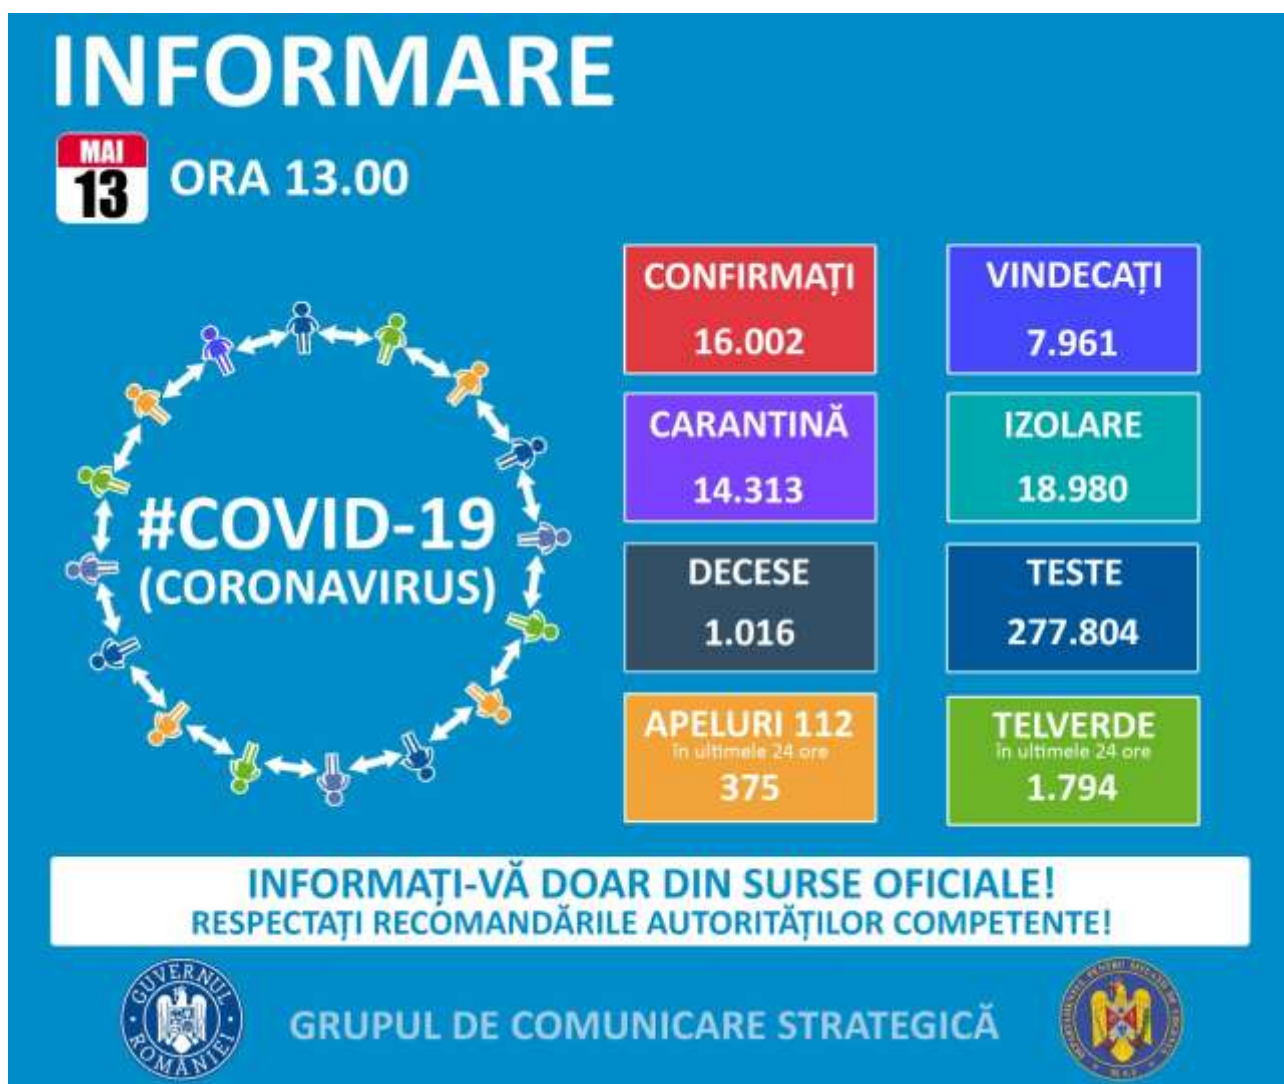 INFORMARE
MAI
13
ORA 13.00
CONFIRMAȚI
16.002
VINDECAȚI
7.961
CARANTINĂ
14.313
IZOLARE
18.980
#COVID-19
(CORONAVIRUS)
DECESE
1.016
TESTE
277.804
APELURI 112
în ultimele 24 ore
375
TELVERDE
în ultimele 24 ore
1.794
INFORMAȚI-VĂ DOAR DIN SURSE OFICIALE!
RESPECTAȚI RECOMANDĂRILE AUTORITĂȚILOR COMPETENTE!
GUVERNUL
ROMÂNIEI
GRUPUL DE COMUNICARE STRATEGICĂ